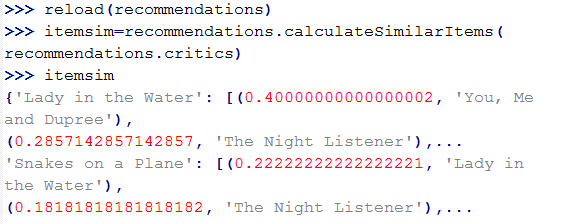 >>> reload(recommendations)
>>> itemsim=recommendations.calculateSimilarItems(
recommendations.critics)
>>> itemsim
{'Lady in the Water': [(0.40000000000000002, 'You, Me
and Dupree'),
(0.2857142857142857, 'The Night Listener'),...
'Snakes on a Plane': [(0.22222222222222221, 'Lady in
the Water'),
(0.18181818181818182, 'The Night Listener'),...